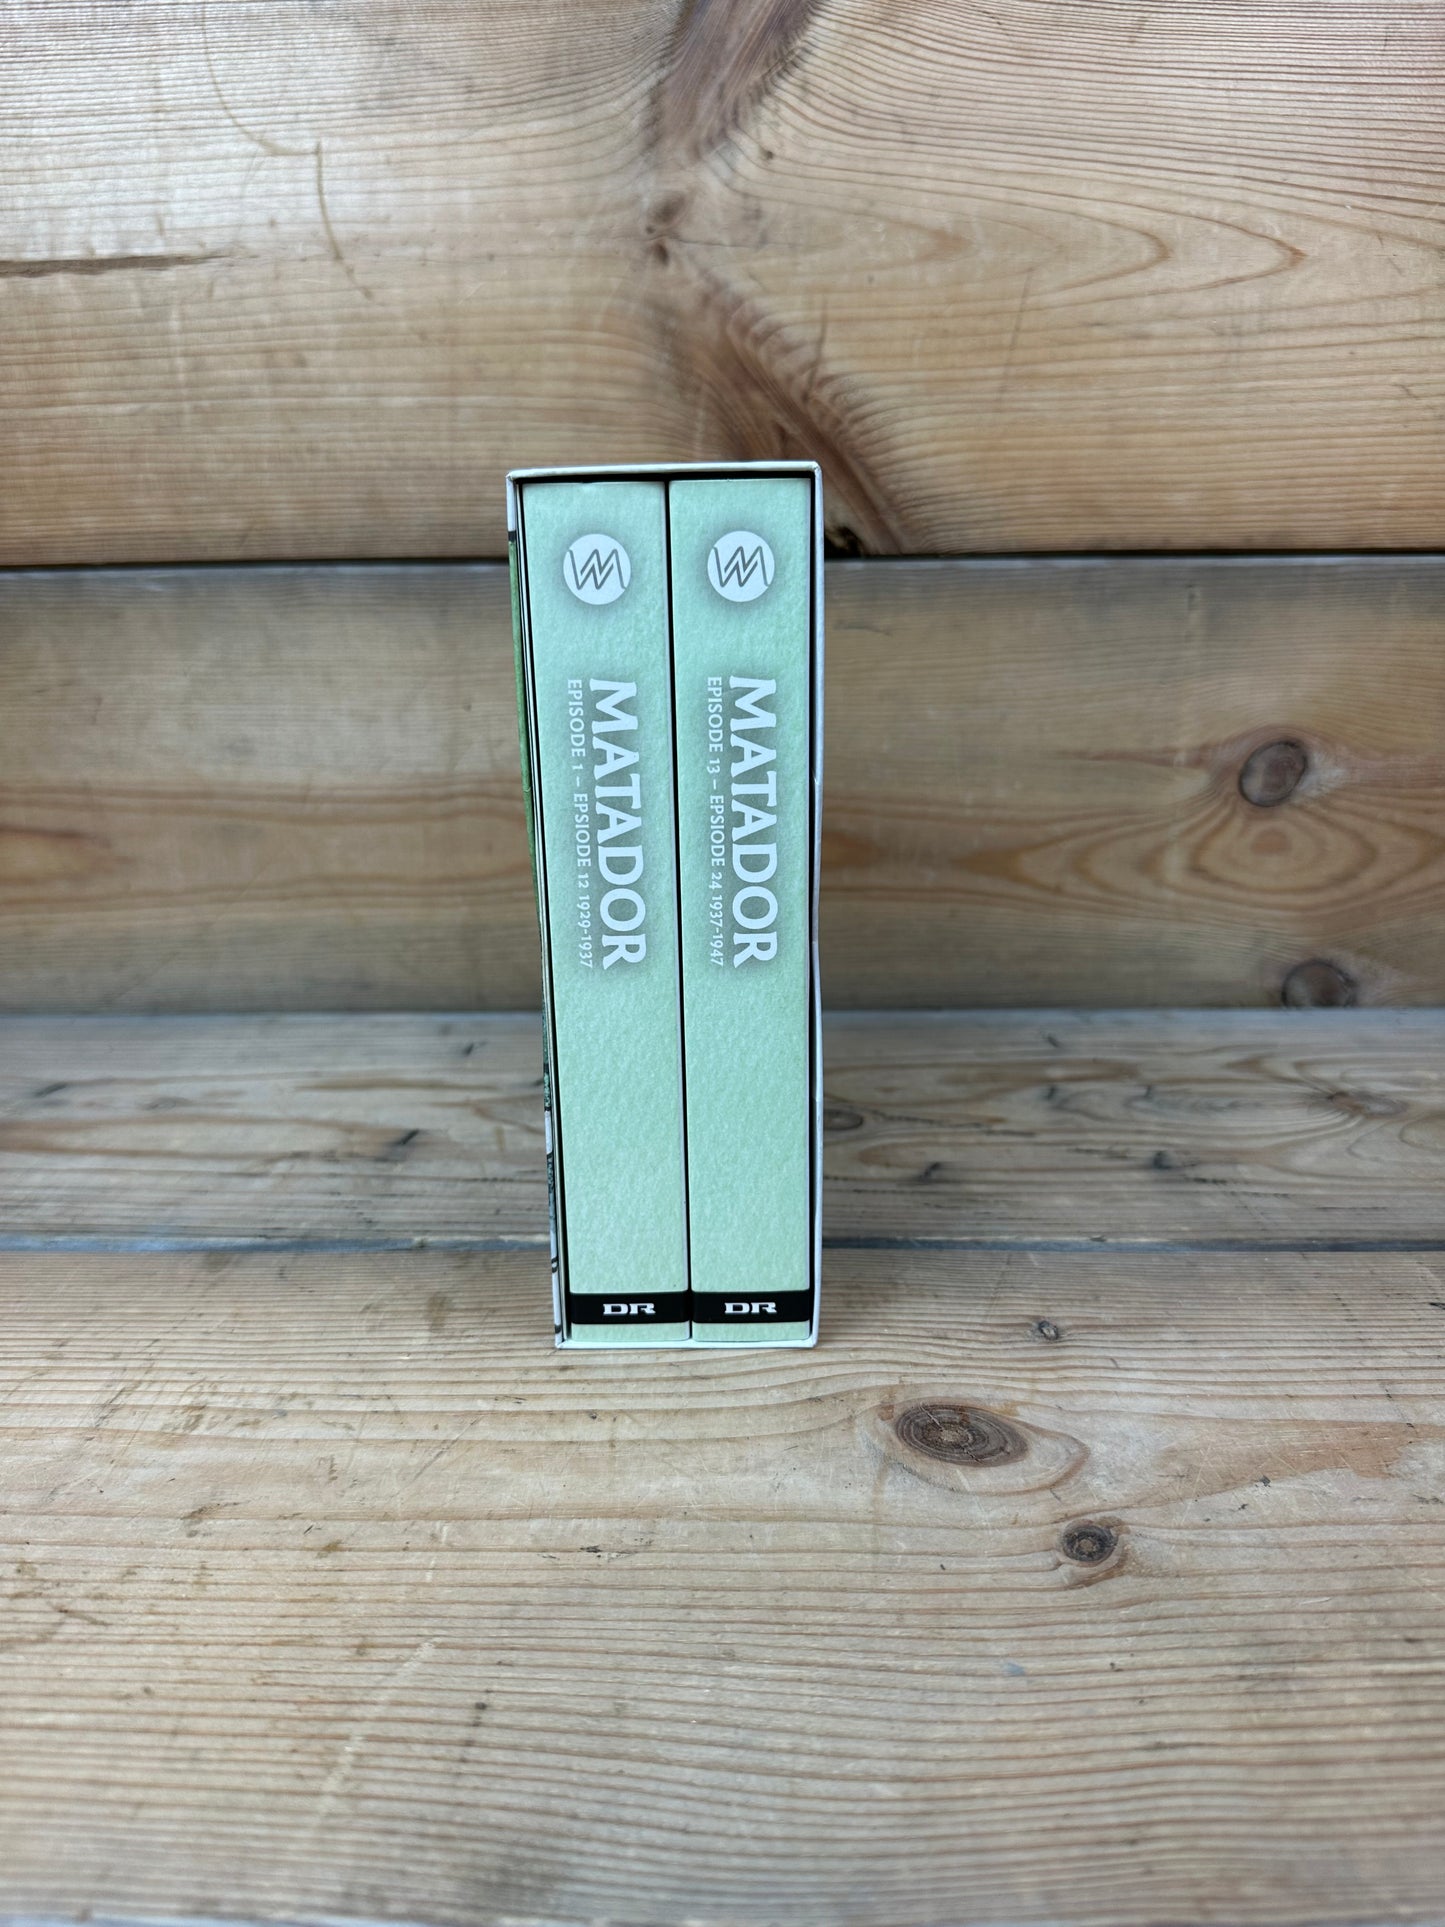 MATADOR
EPISODE 1 – EPSIODE 12 1929-1937
DR
MATADOR
EPISODE 13 – EPSIODE 24 1937-1947
DR